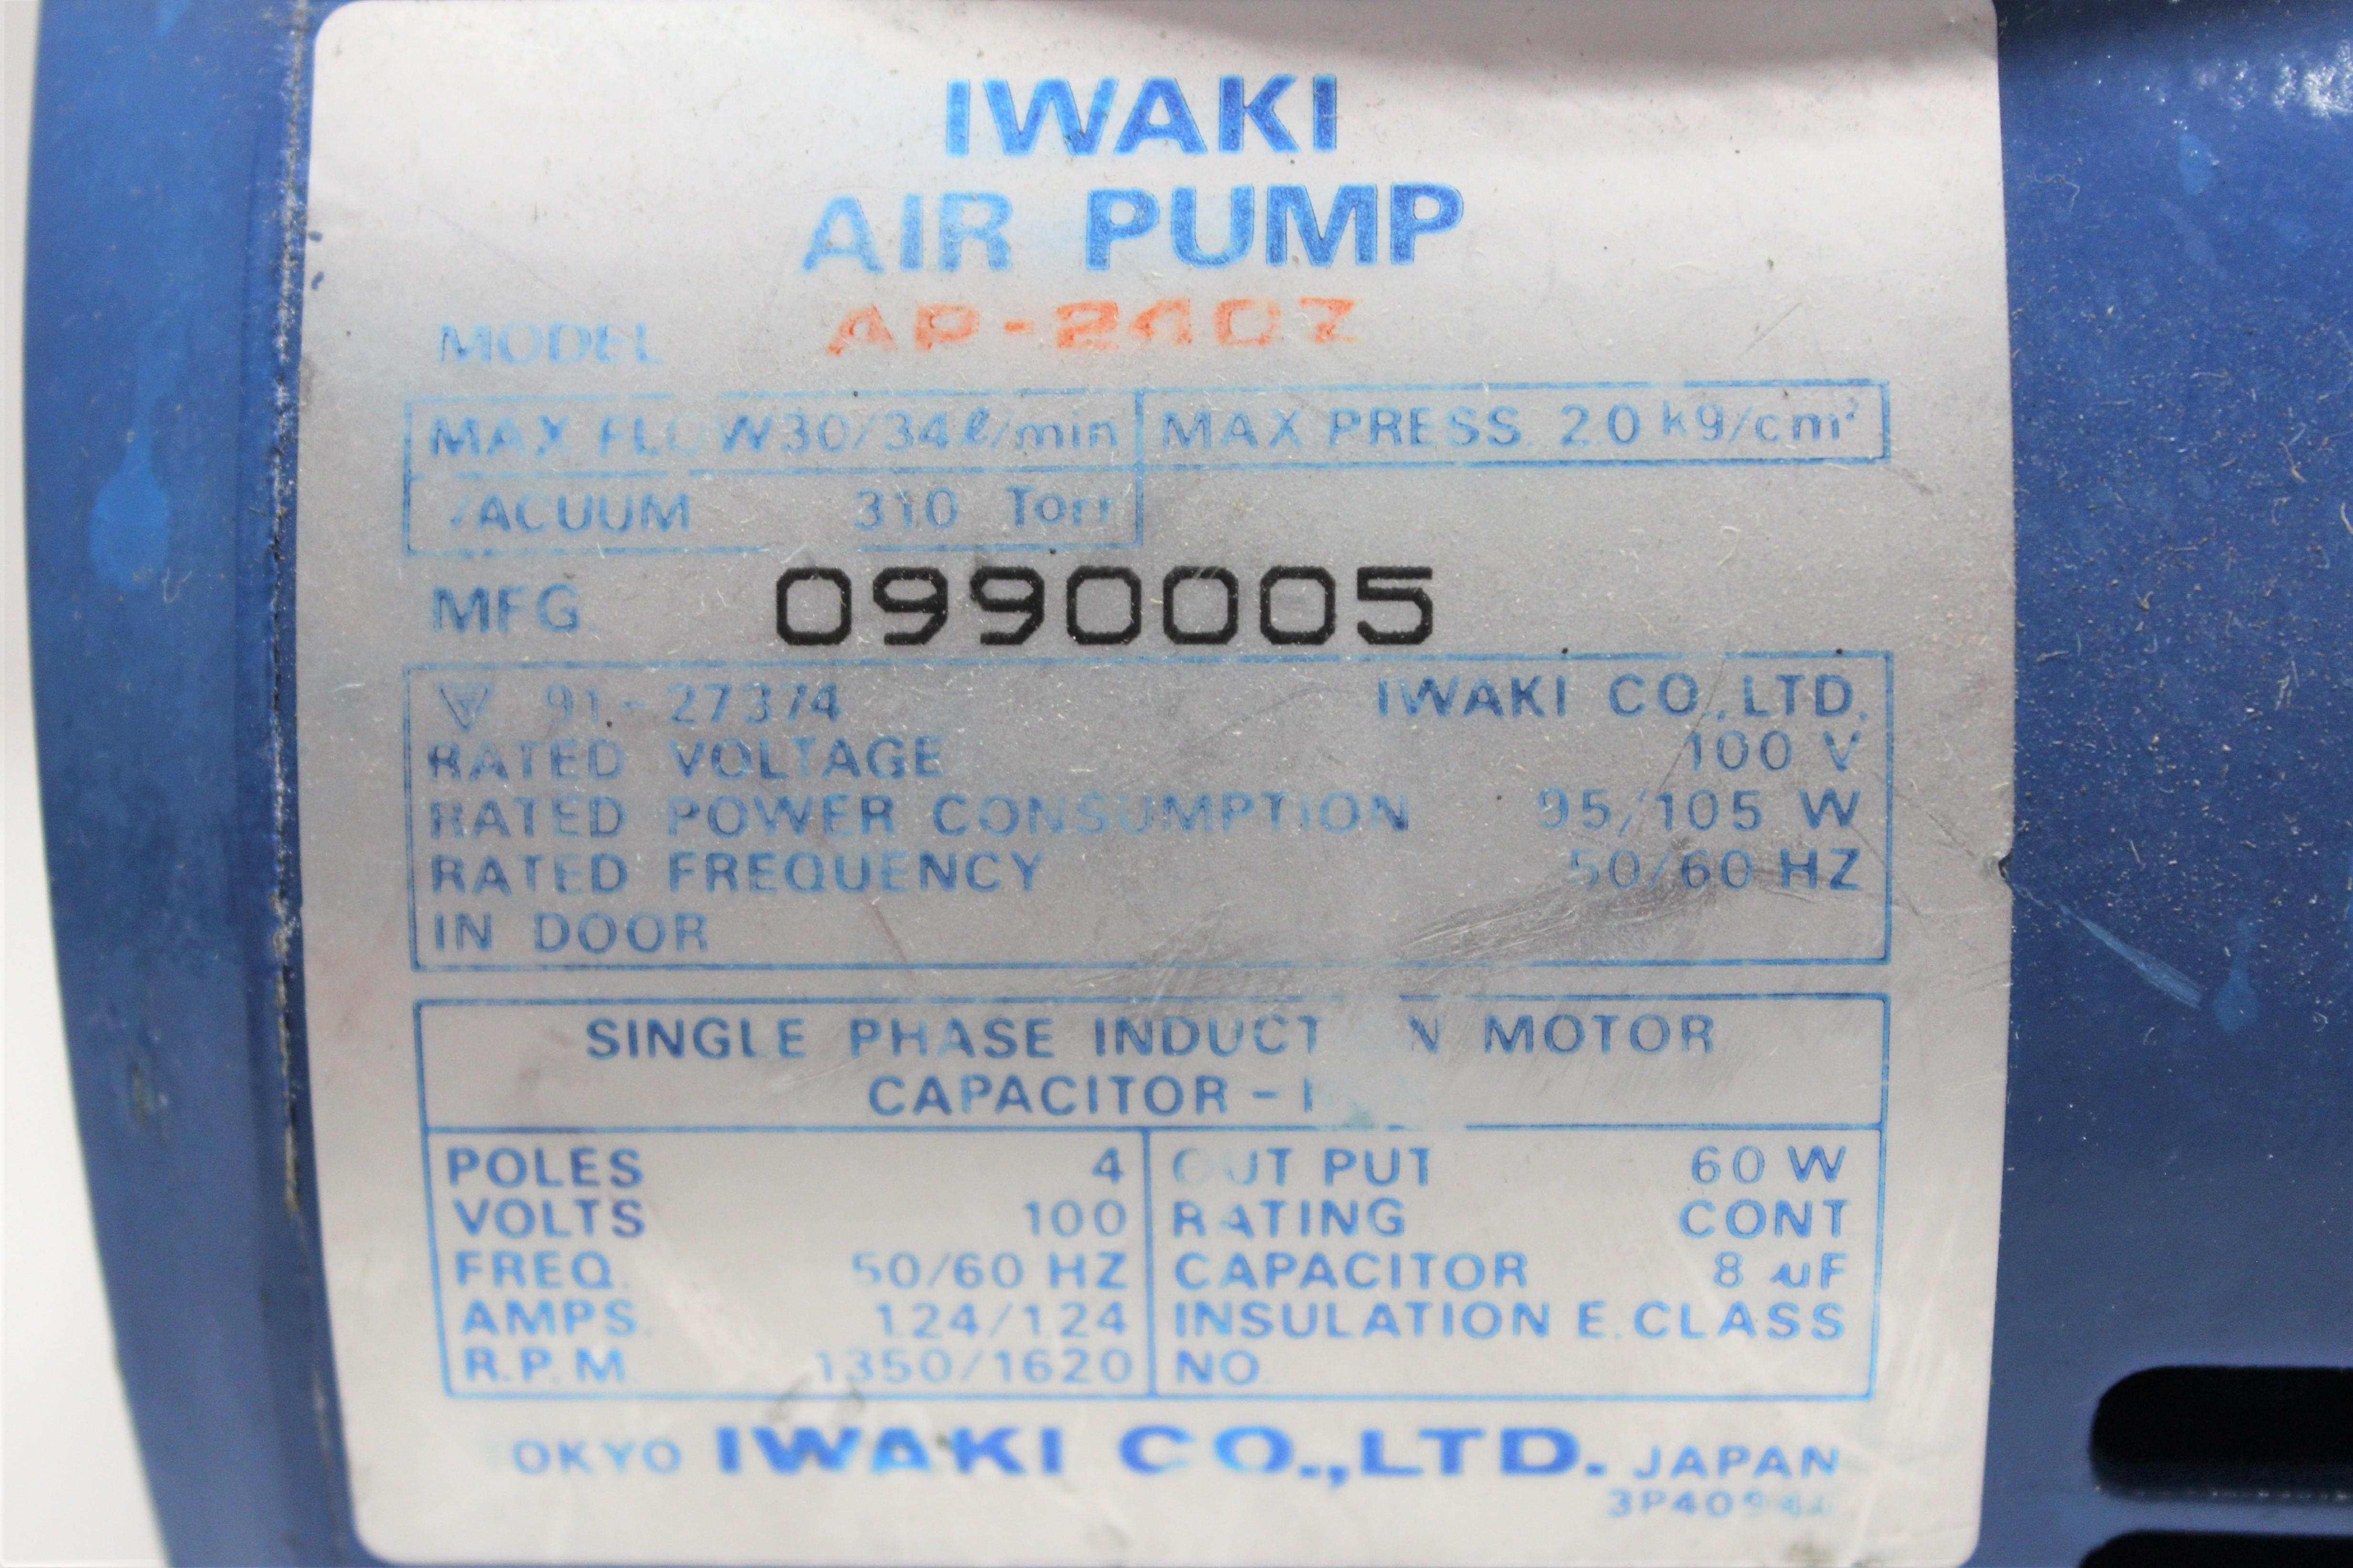 IWAKI
AIR PUMP
MODEL AP-240Z
MAX. FLOW 30/34 ℓ/min MAX PRESS. 2.0 kg/cm²
VACUUM 310 Torr
MFG. 0990005
91-27374 IWAKI CO., LTD.
RATED VOLTAGE 100 V
RATED POWER CONSUMPTION 95/105 W
RATED FREQUENCY 50/60 HZ
IN DOOR
SINGLE PHASE INDUCTION MOTOR
CAPACITOR -
POLES 4 OUT PUT 60 W
VOLTS 100 RATING CONT
FREQ. 50/60 HZ CAPACITOR 8 µF
AMPS. 1.24/1.24 INSULATION E. CLASS
R.P.M. 1350/1620 NO.
TOKYO IWAKI CO.,LTD. JAPAN